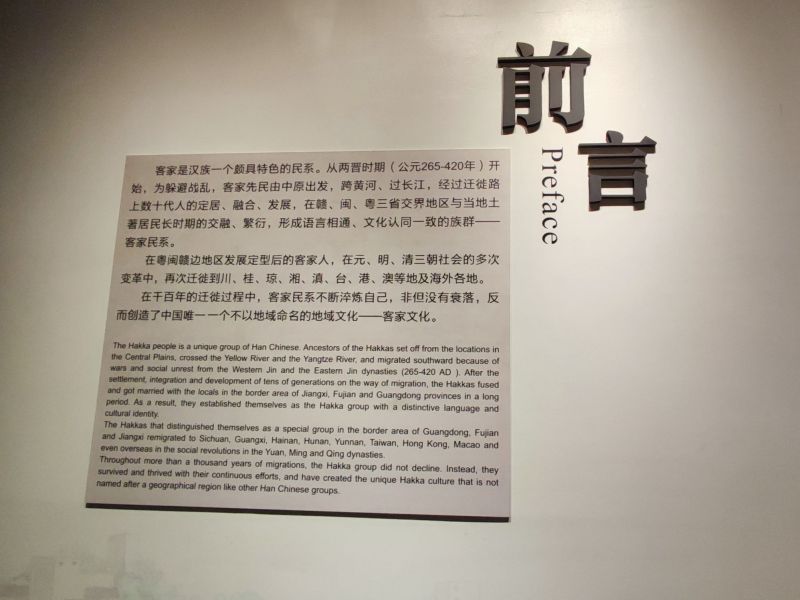 前言
Preface
客家是汉族一个颇具特色的民系。从两晋时期（公元265-420年）开
始，为躲避战乱，客家先民由中原出发，跨黄河、过长江，经过迁徙路
上数十代人的定居、融合、发展，在赣、闽、粤三省交界地区与当地土
著居民长时期的交融、繁衍，形成语言相通、文化认同一致的族群——
客家民系。
在粤闽赣边地区发展定型后的客家人，在元、明、清三朝社会的多次
变革中，再次迁徙到川、桂、琼、湘、滇、台、港、澳等地及海外各地。
在千百年的迁徙过程中，客家民系不断淬炼自己，非但没有衰落，反
而创造了中国唯一一个不以地域命名的地域文化——客家文化。
The Hakka people is a unique group of Han Chinese. Ancestors of the Hakkas set off from the locations in
the Central Plains, crossed the Yellow River and the Yangtze River, and migrated southward because of
wars and social unrest from the Western Jin and the Eastern Jin dynasties (265-420 AD ). After the
settlement, integration and development of tens of generations on the way of migration, the Hakkas fused
and got married with the locals in the border area of Jiangxi, Fujian and Guangdong provinces in a long
period. As a result, they established themselves as the Hakka group with a distinctive language and
cultural identity.
The Hakkas that distinguished themselves as a special group in the border area of Guangdong, Fujian
and Jiangxi remigrated to Sichuan, Guangxi, Hainan, Hunan, Yunnan, Taiwan, Hong Kong, Macao and
even overseas in the social revolutions in the Yuan, Ming and Qing dynasties.
Throughout more than a thousand years of migrations, the Hakka group did not decline. Instead, they
survived and thrived with their continuous efforts, and have created the unique Hakka culture that is not
named after a geographical region like other Han Chinese groups.